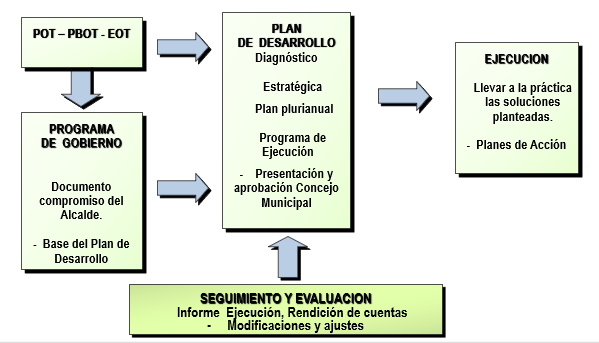 POT – PBOT - EOT
PROGRAMA
DE GOBIERNO
Documento
compromiso del
Alcalde.
- Base del Plan de
Desarrollo
PLAN
DE DESARROLLO
Diagnóstico
Estratégica
Plan plurianual
Programa de
Ejecución
- Presentación y
aprobación Concejo
Municipal
EJECUCION
Llevar a la práctica
las soluciones
planteadas.
- Planes de Acción
SEGUIMIENTO Y EVALUACION
Informe Ejecución, Rendición de cuentas
- Modificaciones y ajustes